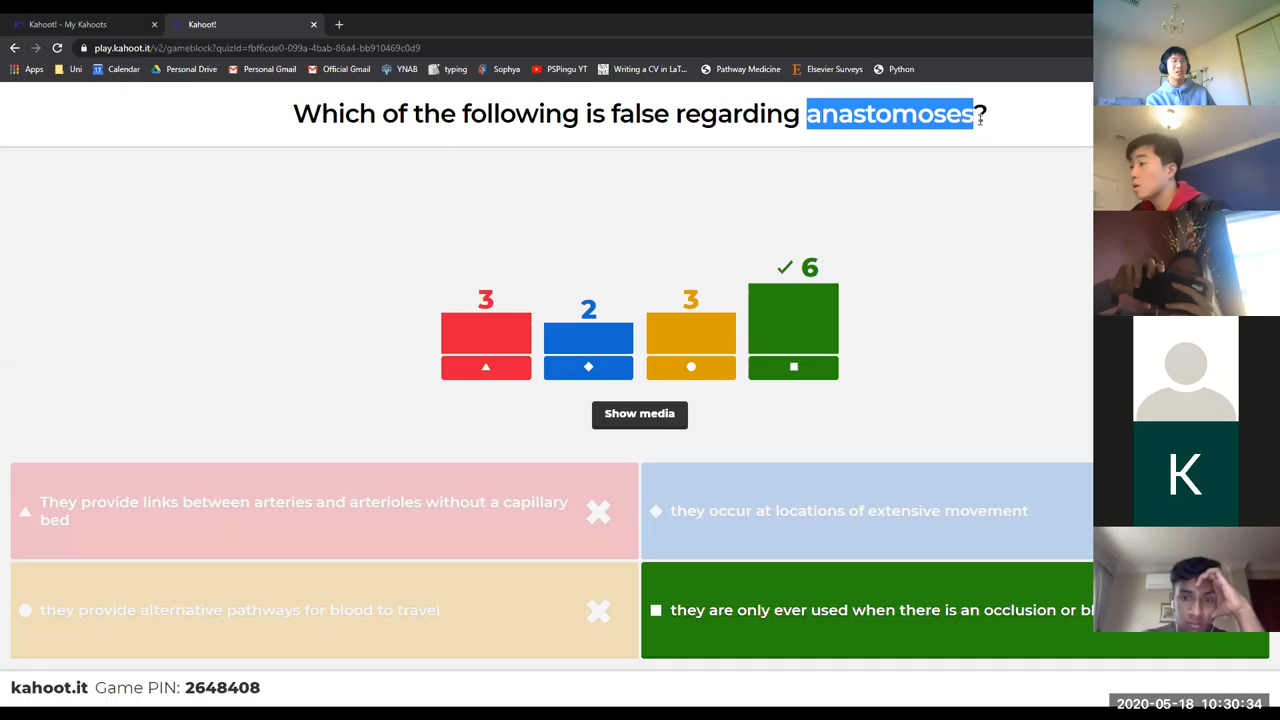 Kahoot! - My Kahoots
Kahoot!
play.kahoot.it/v2/gameblock?quizId=fbf6cde0-099a-4bab-86a4-bb910469c0d9
Apps Uni Calendar Personal Drive Personal Gmail Official Gmail YNAB typing Sophya PSPingu YT Writing a CV in LaT... Pathway Medicine Elsevier Surveys Python
Which of the following is false regarding anastomoses?
3
2
3
6
Show media
They provide links between arteries and arterioles without a capillary
bed
they occur at locations of extensive movement
they provide alternative pathways for blood to travel
they are only ever used when there is an occlusion or
K
kahoot.it Game PIN: 2648408
2020-05-18 10:30:34